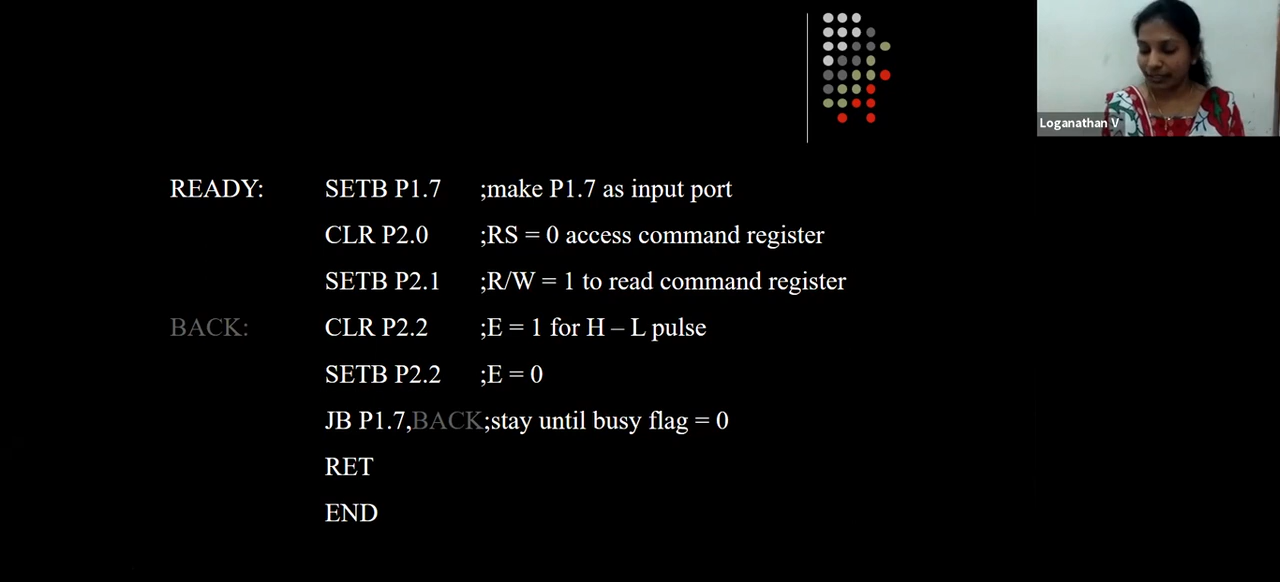 Loganathan V
READY: SETB P1.7 ;make P1.7 as input port
CLR P2.0 ;RS = 0 access command register
SETB P2.1 ;R/W = 1 to read command register
BACK: CLR P2.2 ;E = 1 for H – L pulse
SETB P2.2 ;E = 0
JB P1.7,BACK;stay until busy flag = 0
RET
END